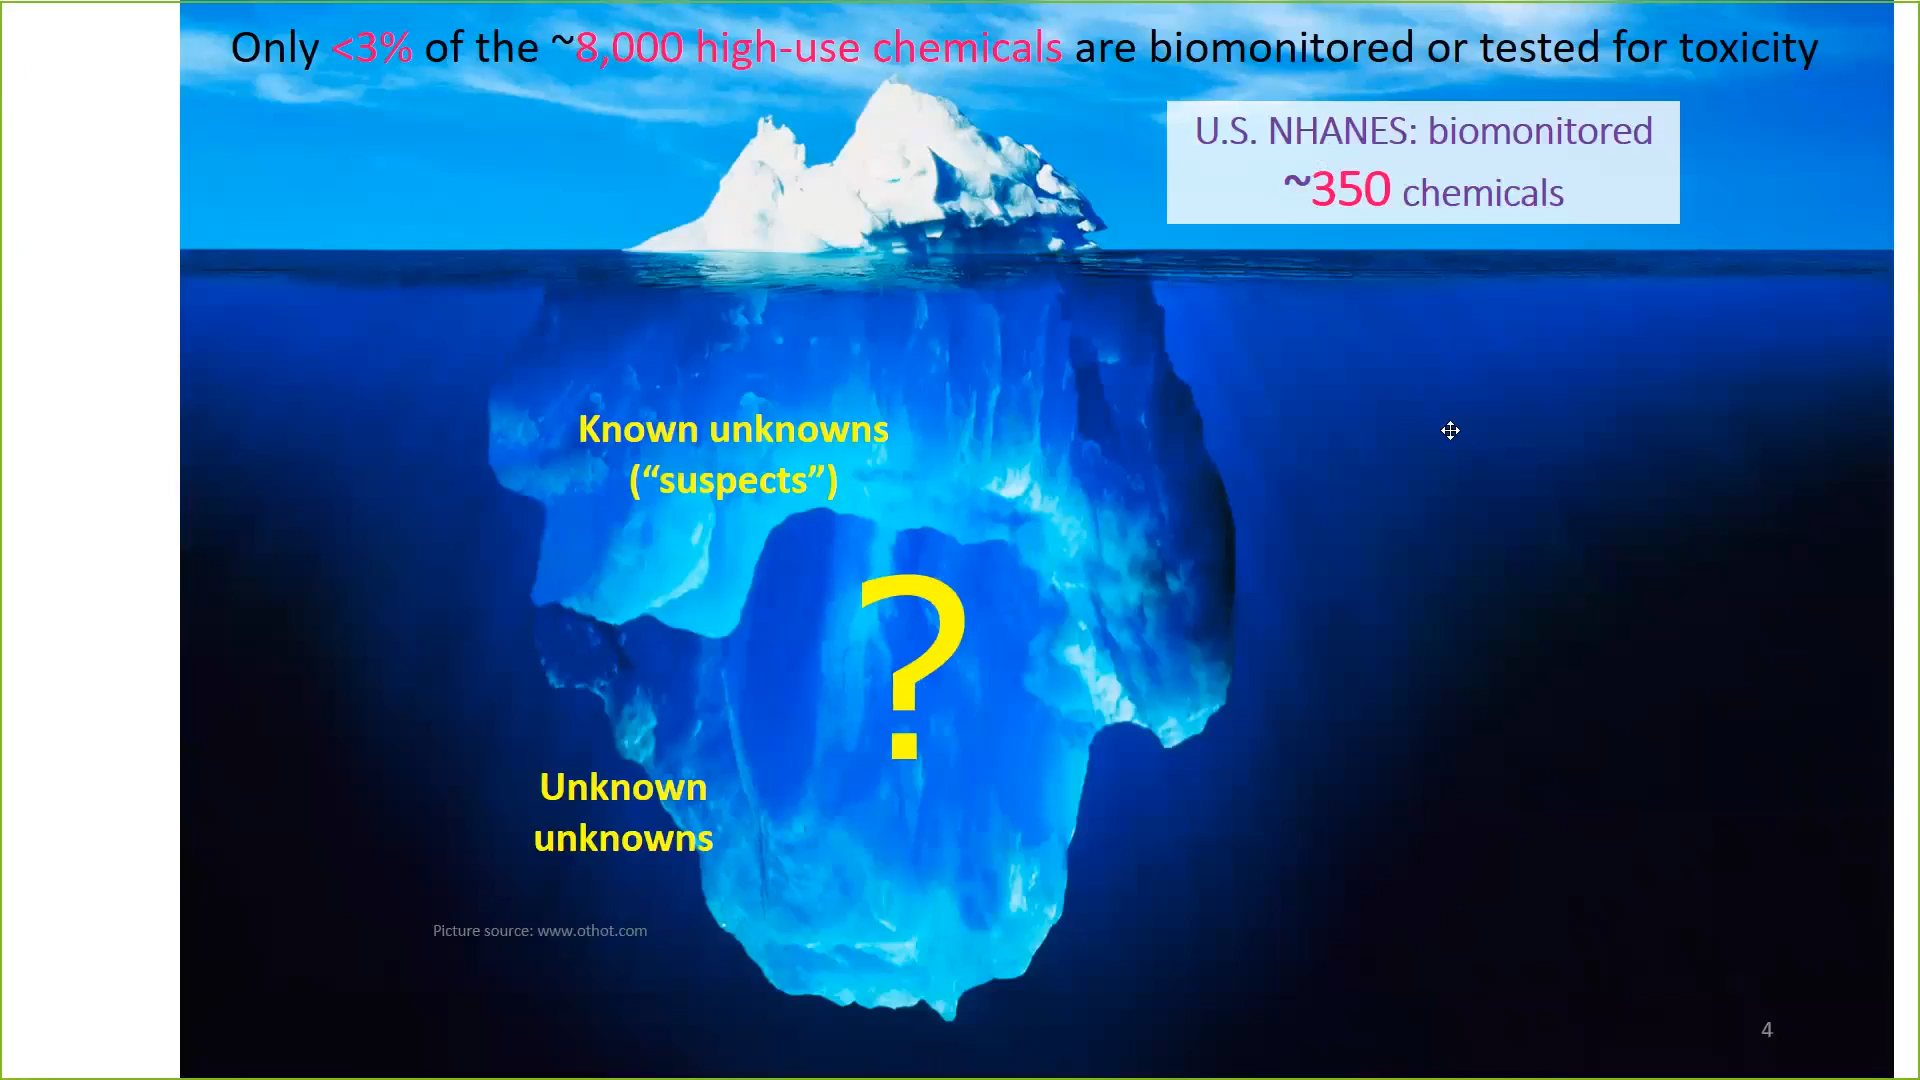 Only <3% of the ~8,000 high-use chemicals are biomonitored or tested for toxicity
U.S. NHANES: biomonitored
~350 chemicals
Known unknowns
(“suspects”)
?
Unknown
unknowns
Picture source: www.othot.com
4